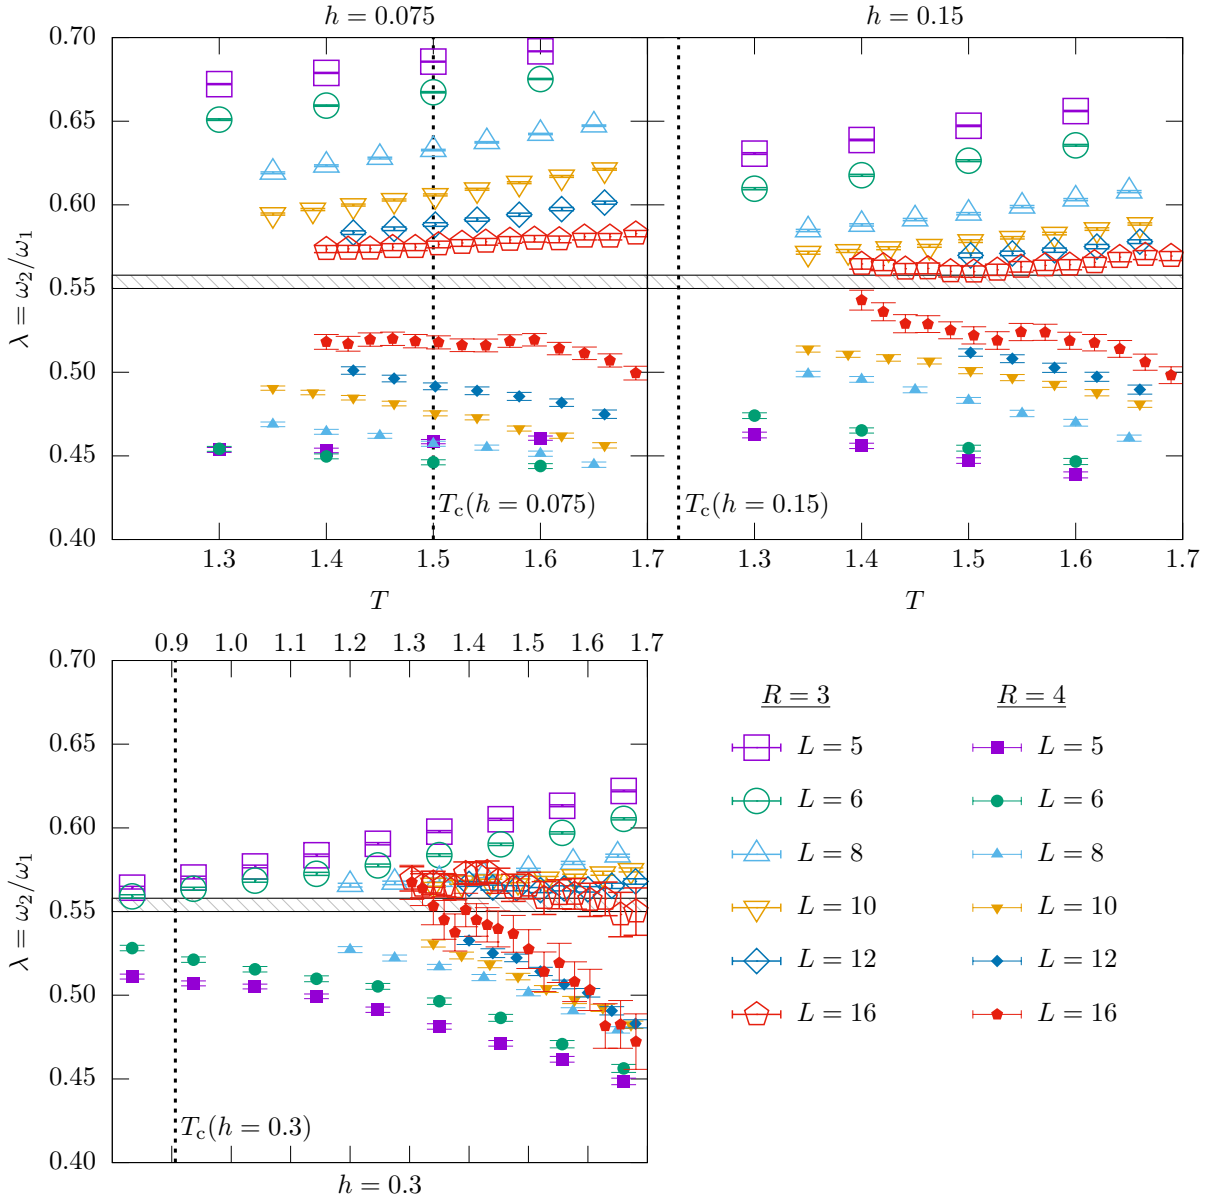 h = 0.075
h = 0.15
0.70
0.65
0.60
0.55
0.50
0.45
0.40
λ = ω₂/ω₁
T_c(h = 0.075)
T_c(h = 0.15)
1.3 1.4 1.5 1.6 1.7 1.3 1.4 1.5 1.6 1.7
T T
0.9 1.0 1.1 1.2 1.3 1.4 1.5 1.6 1.7
0.70
0.65
0.60
0.55
0.50
0.45
0.40
λ = ω₂/ω₁
T_c(h = 0.3)
h = 0.3
R = 3 R = 4
L = 5 L = 5
L = 6 L = 6
L = 8 L = 8
L = 10 L = 10
L = 12 L = 12
L = 16 L = 16